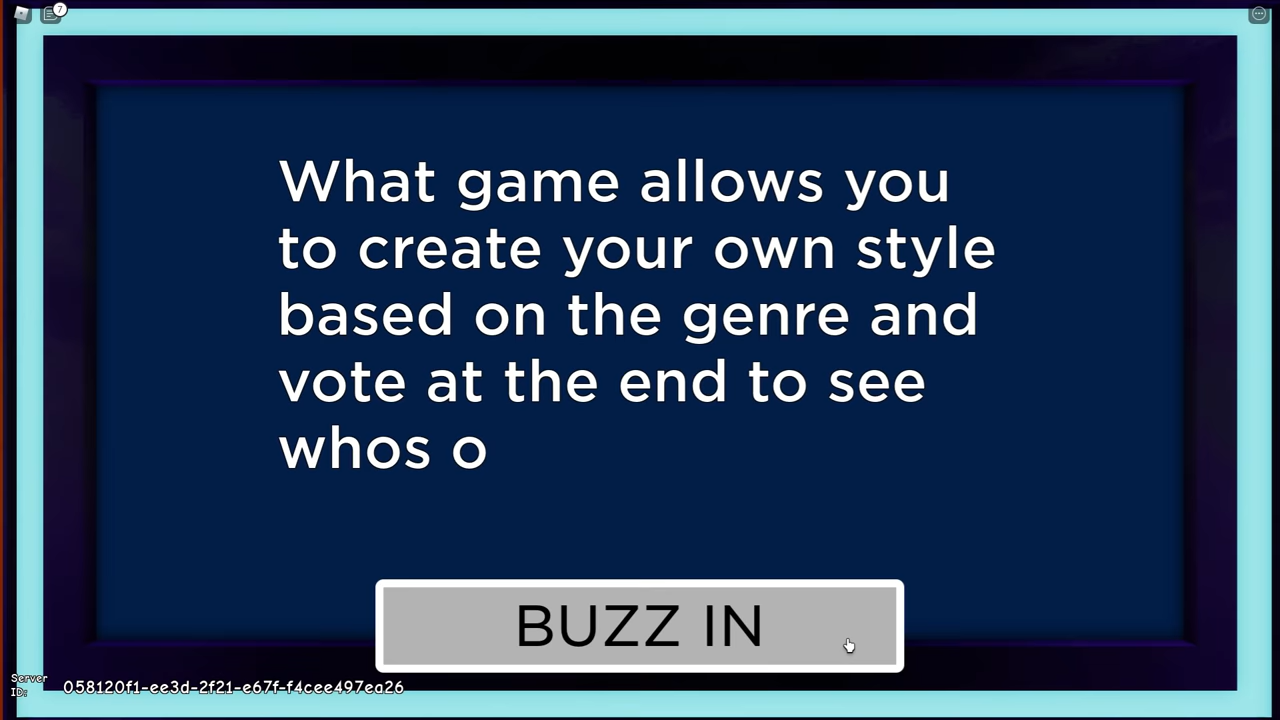 7
What game allows you
to create your own style
based on the genre and
vote at the end to see
whos o
BUZZ IN
Server
ID:
058120f1-ee3d-2f21-e67f-f4cee497ea26